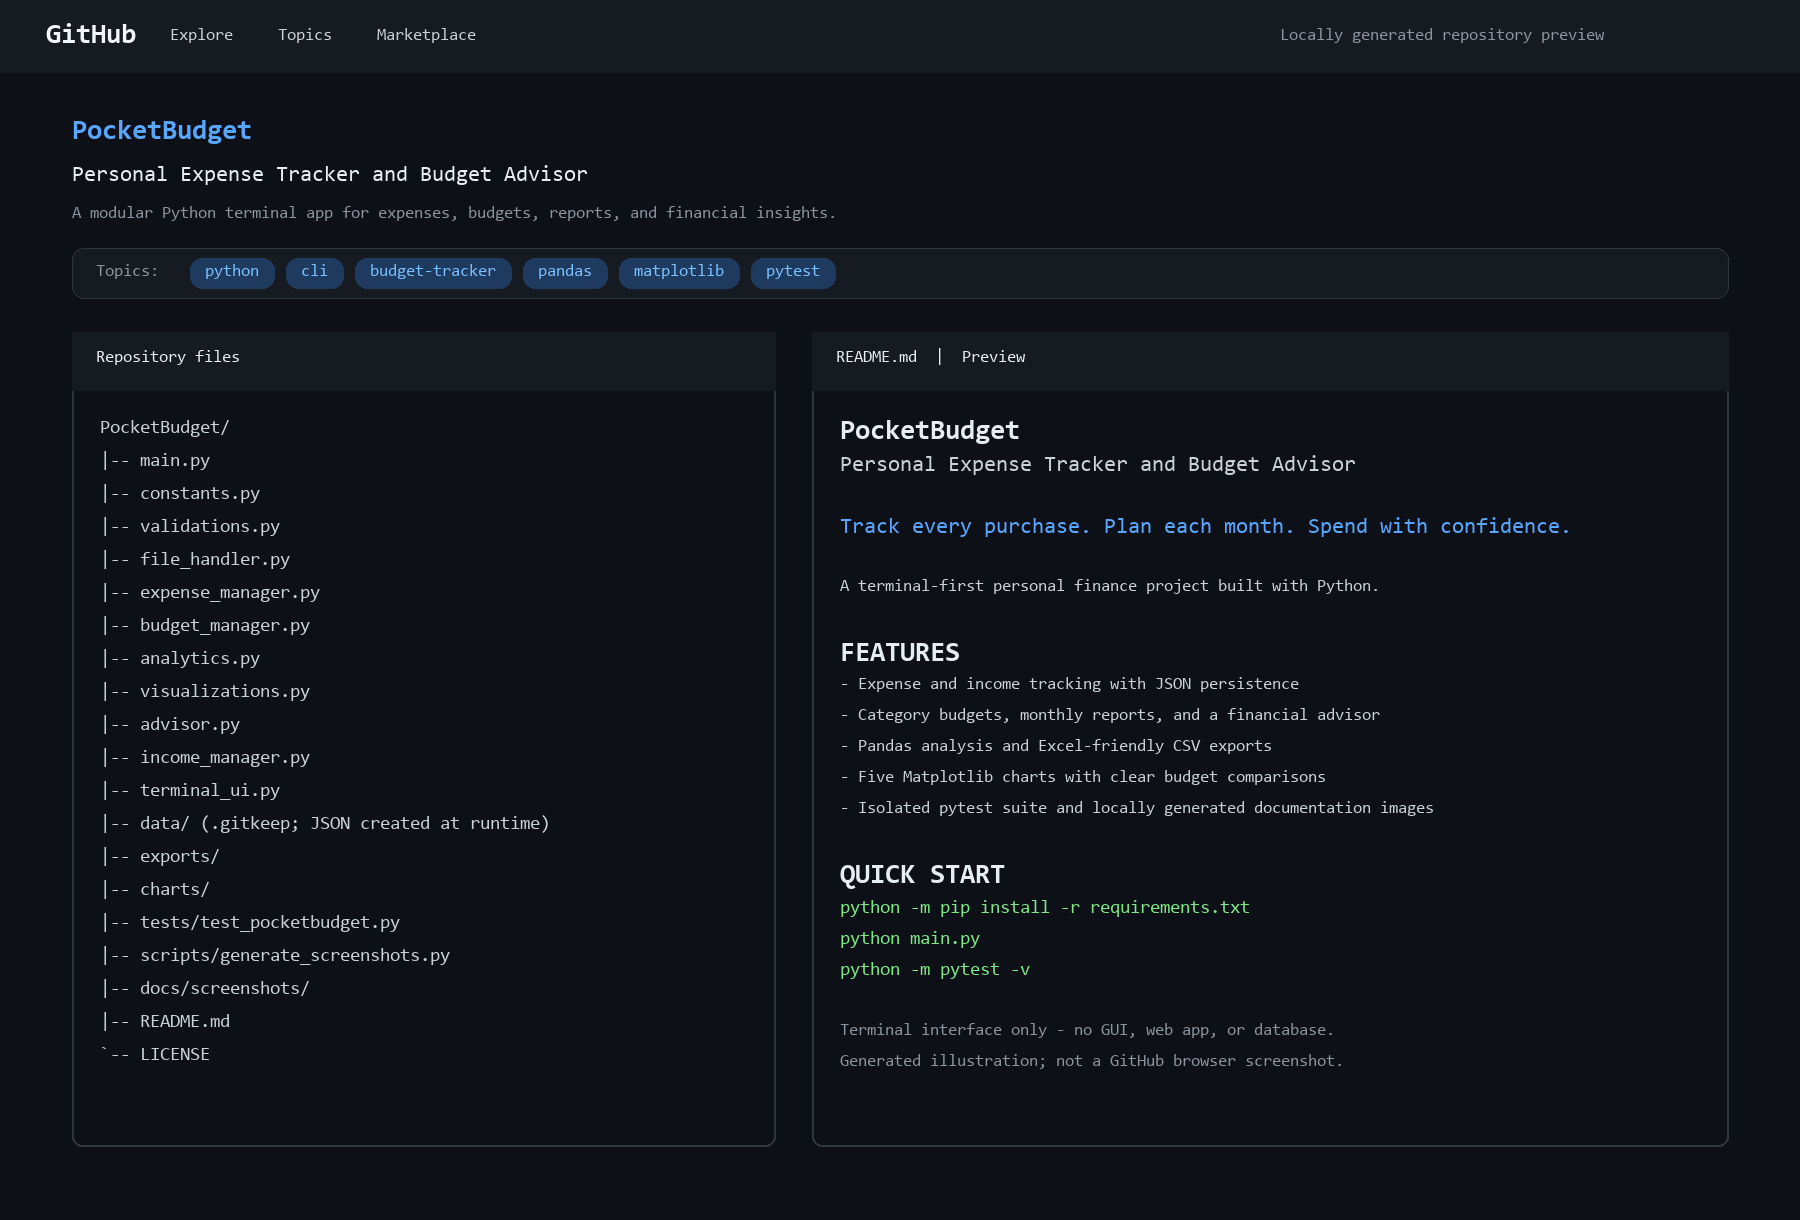 GitHub Explore Topics Marketplace Locally generated repository preview
PocketBudget
Personal Expense Tracker and Budget Advisor
A modular Python terminal app for expenses, budgets, reports, and financial insights.
Topics: python cli budget-tracker pandas matplotlib pytest
Repository files
PocketBudget/
|-- main.py
|-- constants.py
|-- validations.py
|-- file_handler.py
|-- expense_manager.py
|-- budget_manager.py
|-- analytics.py
|-- visualizations.py
|-- advisor.py
|-- income_manager.py
|-- terminal_ui.py
|-- data/ (.gitkeep; JSON created at runtime)
|-- exports/
|-- charts/
|-- tests/test_pocketbudget.py
|-- scripts/generate_screenshots.py
|-- docs/screenshots/
|-- README.md
`-- LICENSE
README.md | Preview
PocketBudget
Personal Expense Tracker and Budget Advisor
Track every purchase. Plan each month. Spend with confidence.
A terminal-first personal finance project built with Python.
FEATURES
- Expense and income tracking with JSON persistence
- Category budgets, monthly reports, and a financial advisor
- Pandas analysis and Excel-friendly CSV exports
- Five Matplotlib charts with clear budget comparisons
- Isolated pytest suite and locally generated documentation images
QUICK START
python -m pip install -r requirements.txt
python main.py
python -m pytest -v
Terminal interface only - no GUI, web app, or database.
Generated illustration; not a GitHub browser screenshot.